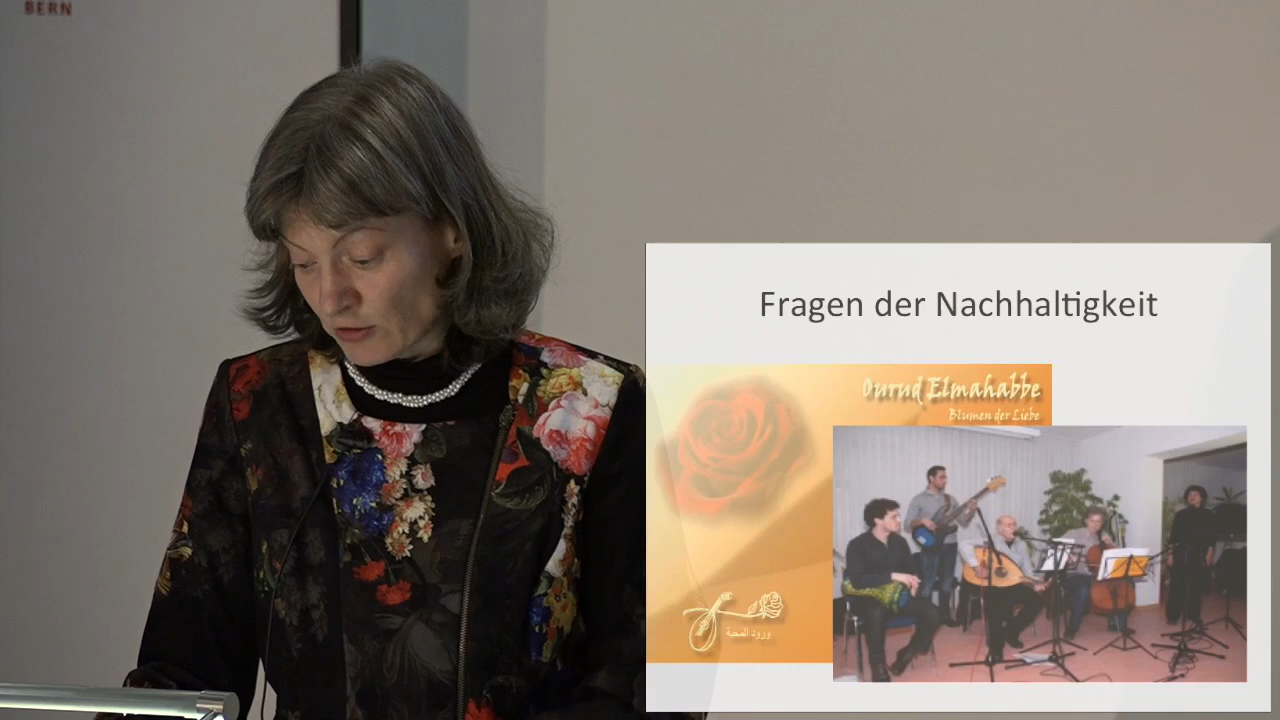 BERN
Fragen der Nachhaltigkeit
Ourud Elmahabbe
Blumen der Liebe
ورود المحبة